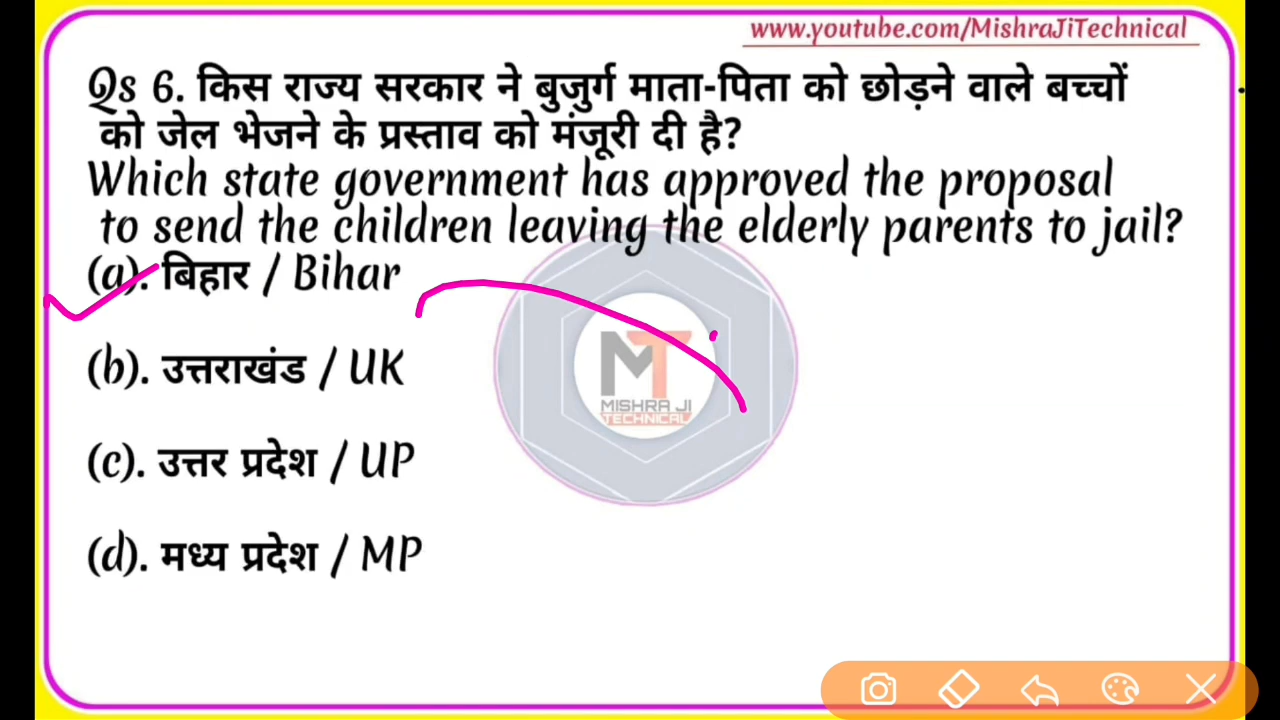 www.youtube.com/MishraJiTechnical
Qs 6. किस राज्य सरकार ने बुजुर्ग माता-पिता को छोड़ने वाले बच्चों
को जेल भेजने के प्रस्ताव को मंजूरी दी है?
Which state government has approved the proposal
to send the children leaving the elderly parents to jail?
(a). बिहार / Bihar
(b). उत्तराखंड / UK
MT
MISHRA JI
TECHNICAL
(c). उत्तर प्रदेश / UP
(d). मध्य प्रदेश / MP